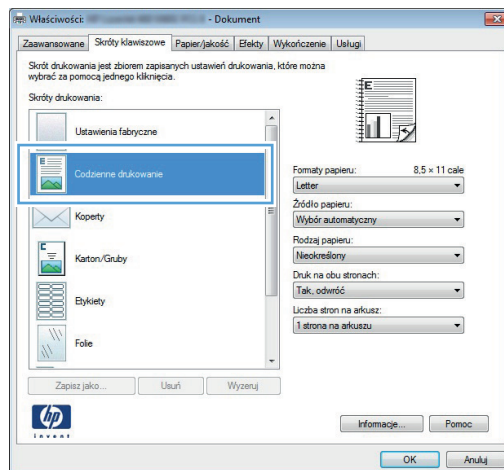 Właściwości: - Dokument
Zaawansowane Skróty klawiszowe Papier/jakość Efekty Wykończenie Usługi
Skrót drukowania jest zbiorem zapisanych ustawień drukowania, które można
wybrać za pomocą jednego kliknięcia.
Skróty drukowania:
Ustawienia fabryczne
Codzienne drukowanie
Koperty
Karton/Gruby
Etykiety
Folie
Zapisz jako... Usuń Wyzeruj
E
Formaty papieru: 8,5 × 11 cale
Letter
Źródło papieru:
Wybór automatyczny
Rodzaj papieru:
Nieokreślony
Druk na obu stronach:
Tak, odwróć
Liczba stron na arkusz:
1 strona na arkuszu
hp
invent
Informacje... Pomoc
OK Anuluj